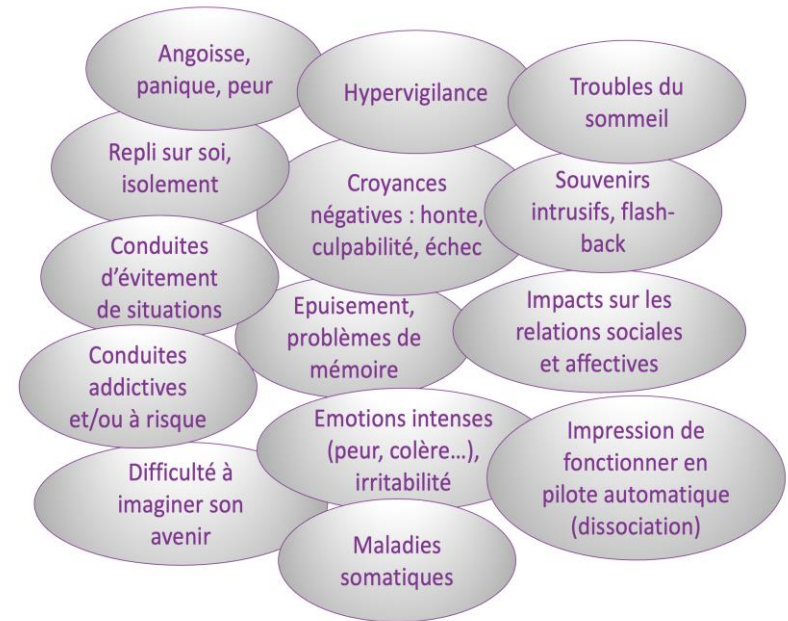 Angoisse,
panique, peur
Hypervigilance
Troubles du
sommeil
Repli sur soi,
isolement
Croyances
négatives : honte,
culpabilité, échec
Souvenirs
intrusifs, flash-
back
Conduites
d’évitement
de situations
Epuisement,
problèmes de
mémoire
Impacts sur les
relations sociales
et affectives
Conduites
addictives
et/ou à risque
Emotions intenses
(peur, colère…),
irritabilité
Impression de
fonctionner en
pilote automatique
(dissociation)
Difficulté à
imaginer son
avenir
Maladies
somatiques